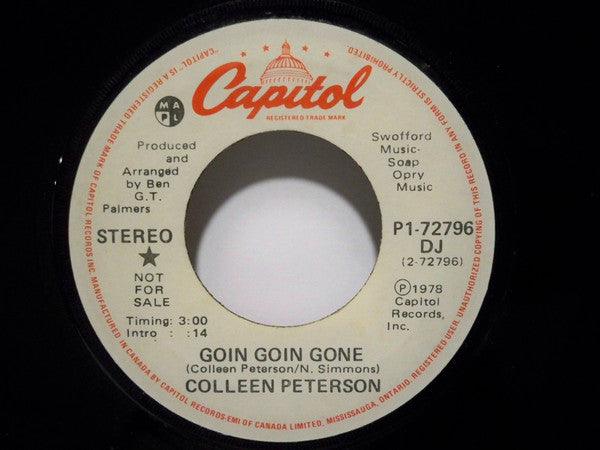 "CAPITOL" IS A REGISTERED TRADE MARK OF CAPITOL RECORDS INC. MANUFACTURED IN CANADA BY CAPITOL RECORDS-EMI OF CANADA LIMITED, MISSISSAUGA, ONTARIO. REGISTERED USER. UNAUTHORIZED COPYING OF THIS RECORD IN ANY FORM IS STRICTLY PROHIBITED.
Capitol
REGISTERED TRADE MARK
M A
P L
Produced
and
Arranged
by Ben
G.T.
Palmers
Swofford
Music-
Soap
Opry
Music
STEREO
★
NOT
FOR
SALE
Timing: 3:00
Intro : :14
P1-72796
DJ
(2-72796)
Ⓟ1978
Capitol
Records,
Inc.
GOIN GOIN GONE
(Colleen Peterson/N. Simmons)
COLLEEN PETERSON